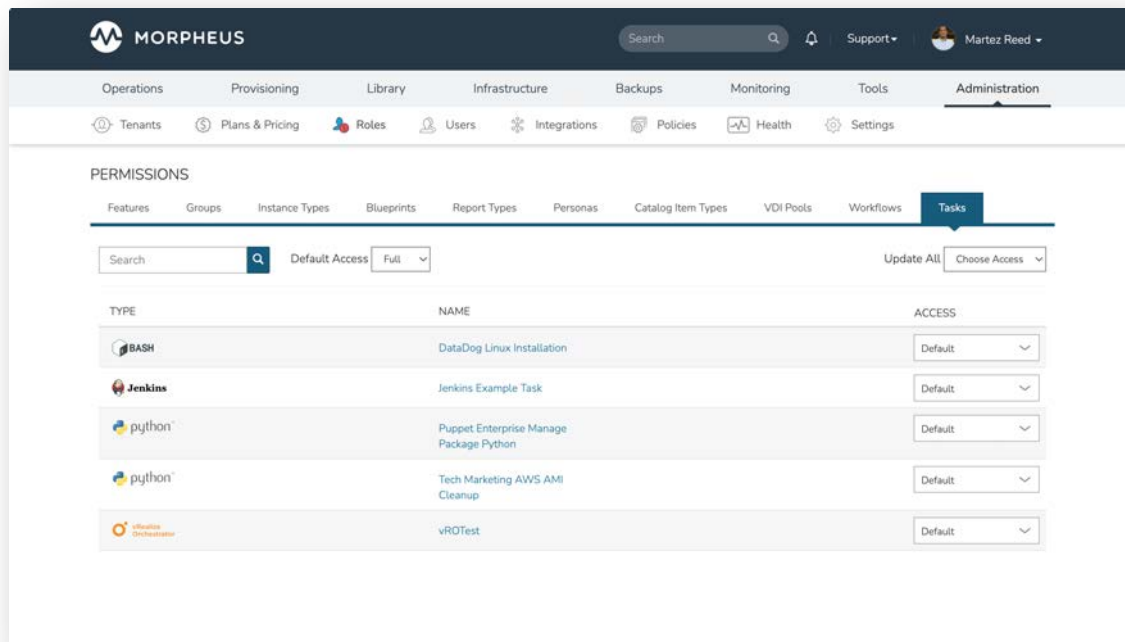 MORPHEUS
Search
Support
Martez Reed
Operations Provisioning Library Infrastructure Backups Monitoring Tools Administration
Tenants Plans & Pricing Roles Users Integrations Policies Health Settings
PERMISSIONS
Features Groups Instance Types Blueprints Report Types Personas Catalog Item Types VDI Pools Workflows Tasks
Search Default Access Full Update All Choose Access
TYPE NAME ACCESS
BASH DataDog Linux Installation Default
Jenkins Jenkins Example Task Default
python Puppet Enterprise Manage Default
Package Python
python Tech Marketing AWS AMI Default
Cleanup
vRealize
Orchestrator vROTest Default